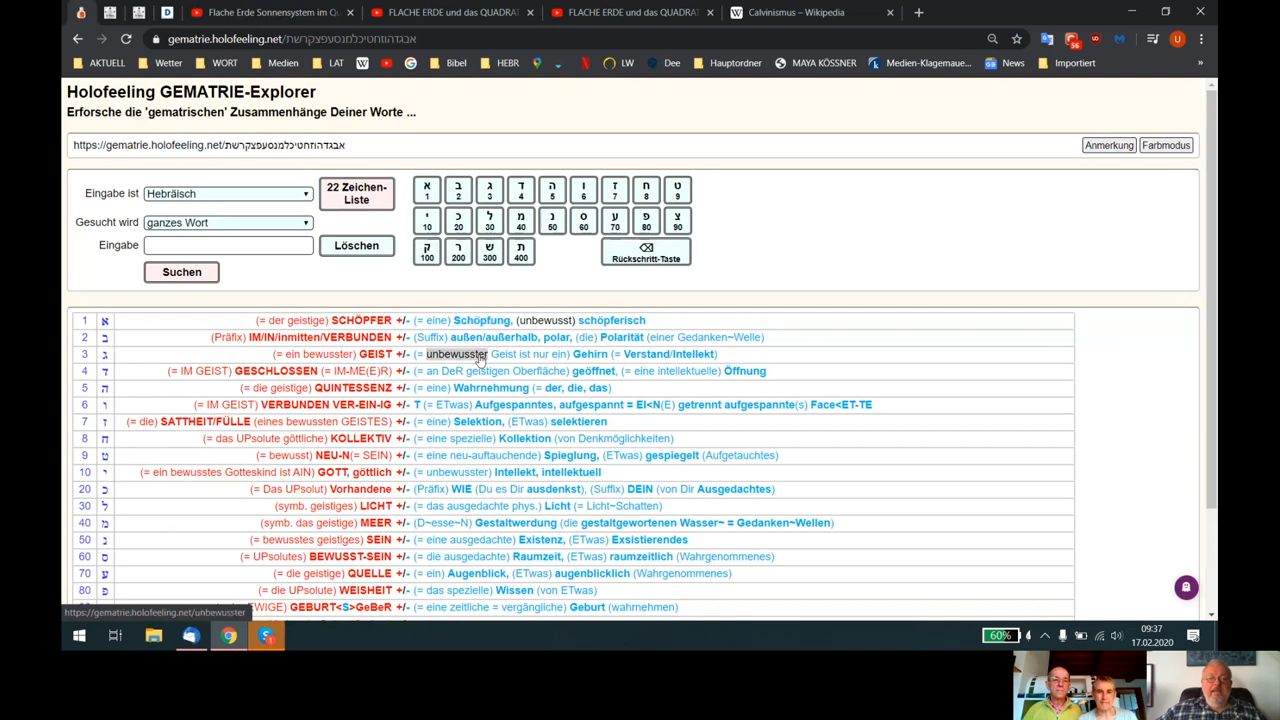 Flache Erde Sonnensystem im Q
FLACHE ERDE und das QUADRAT
FLACHE ERDE und das QUADRAT
Calvinismus – Wikipedia
gematrie.holofeeling.net/אבגדהוזחטיכלמנסעפצקרשת
AKTUELL Wetter WORT Medien LAT Bibel HEBR LW Dee Hauptordner MAYA KÖSSNER Medien-Klagemaue... News Importiert
Holofeeling GEMATRIE-Explorer
Erforsche die 'gematrischen' Zusammenhänge Deiner Worte ...
https://gematrie.holofeeling.net/אבגדהוזחטיכלמנסעפצקרשת
Anmerkung Farbmodus
Eingabe ist Hebräisch 22 Zeichen-Liste
Gesucht wird ganzes Wort
Eingabe Löschen
Suchen
א ב ג ד ה ו ז ח ט
1 2 3 4 5 6 7 8 9
י כ ל מ נ ס ע פ צ
10 20 30 40 50 60 70 80 90
ק ר ש ת
100 200 300 400 Rückschritt-Taste
1 א (= der geistige) SCHÖPFER +/- (= eine) Schöpfung, (unbewusst) schöpferisch
2 ב (Präfix) IM/IN/inmitten/VERBUNDEN +/- (Suffix) außen/außerhalb, polar, (die) Polarität (einer Gedanken~Welle)
3 ג (= ein bewusster) GEIST +/- (= unbewusster Geist ist nur ein) Gehirn (= Verstand/Intellekt)
4 ד (= IM GEIST) GESCHLOSSEN (= IM-ME(E)R) +/- (= an DeR geistigen Oberfläche) geöffnet, (= eine intellektuelle) Öffnung
5 ה (= die geistige) QUINTESSENZ +/- (= eine) Wahrnehmung (= der, die, das)
6 ו (= IM GEIST) VERBUNDEN VER-EIN-IG +/- T (= ETwas) Aufgespanntes, aufgespannt = EI<N(E) getrennt aufgespannte(s) Face<ET-TE
7 ז (= die) SATTHEIT/FÜLLE (eines bewussten GEISTES) +/- (= eine) Selektion, (ETwas) selektieren
8 ח (= das UPsolute göttliche) KOLLEKTIV +/- (= eine spezielle) Kollektion (von Denkmöglichkeiten)
9 ט (= bewusst) NEU-N(= SEIN) +/- (= eine neu-auftauchende) Spieglung, (ETwas) gespiegelt (Aufgetauchtes)
10 י (= ein bewusstes Gotteskind ist AIN) GOTT, göttlich +/- (= unbewusster) Intellekt, intellektuell
20 כ (= Das UPsolut) Vorhandene +/- (Präfix) WIE (Du es Dir ausdenkst), (Suffix) DEIN (von Dir Ausgedachtes)
30 ל (symb. geistiges) LICHT +/- (= das ausgedachte phys.) Licht (= Licht~Schatten)
40 מ (symb. das geistige) MEER +/- (D~esse~N) Gestaltwerdung (die gestaltgewordenen Wasser~ = Gedanken~Wellen)
50 נ (= bewusstes geistiges) SEIN +/- (= eine ausgedachte) Existenz, (ETwas) Exsistierendes
60 ס (= UPsolutes) BEWUSST-SEIN +/- (= die ausgedachte) Raumzeit, (ETwas) raumzeitlich (Wahrgenommenes)
70 ע (= die geistige) QUELLE +/- (= ein) Augenblick, (ETwas) augenblicklich (Wahrgenommenes)
80 פ (= die UPsolute) WEISHEIT +/- (= das spezielle) Wissen (von ETwas)
EWIGE) GEBURT<S>GeBeR +/- (= eine zeitliche = vergängliche) Geburt (wahrnehmen)
https://gematrie.holofeeling.net/unbewusster
60%
09:37
17.02.2020